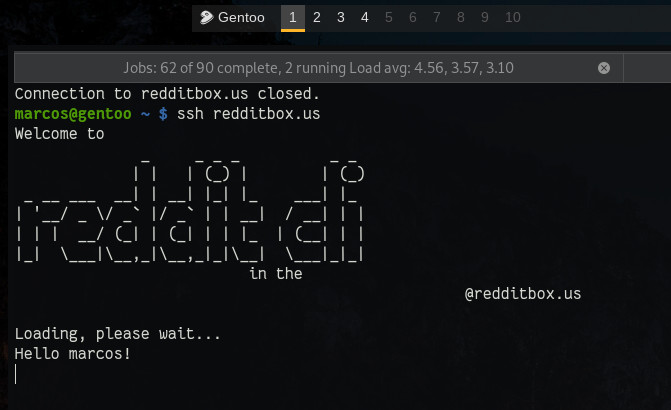 Gentoo 1 2 3 4 5 6 7 8 9 10
Jobs: 62 of 90 complete, 2 running Load avg: 4.56, 3.57, 3.10
Connection to redditbox.us closed.
marcos@gentoo ~ $ ssh redditbox.us
Welcome to
reddit cli
in the
@redditbox.us
Loading, please wait...
Hello marcos!